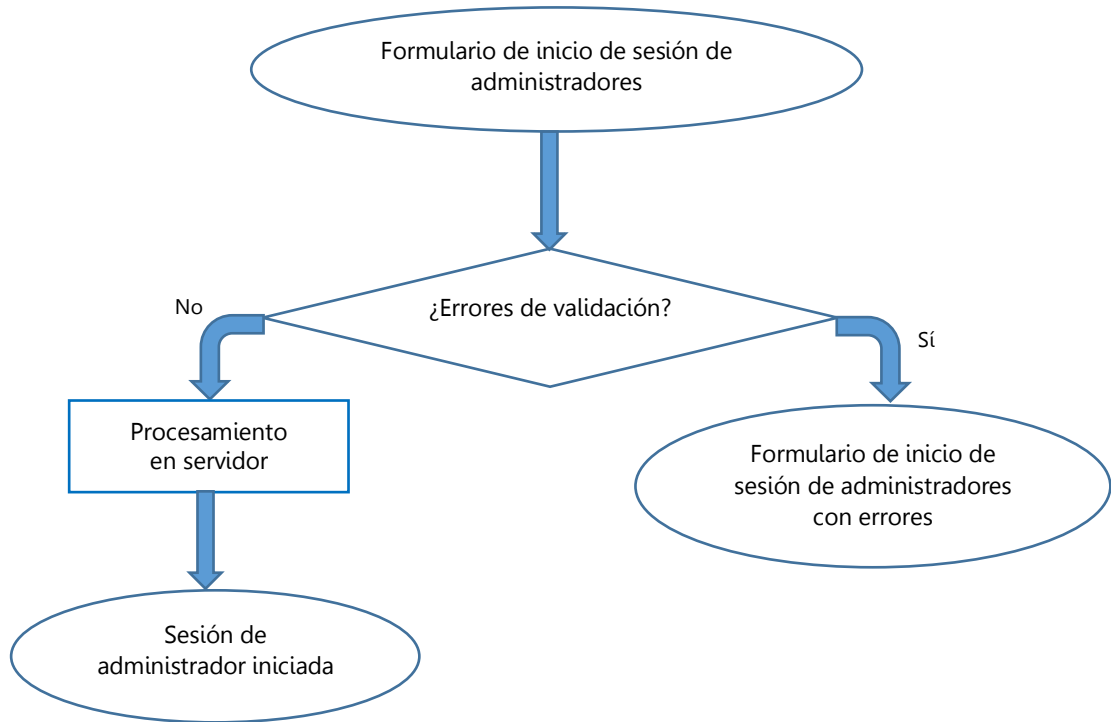 Formulario de inicio de sesión de
administradores
¿Errores de validación?
No
Sí
Procesamiento
en servidor
Formulario de inicio de
sesión de administradores
con errores
Sesión de
administrador iniciada